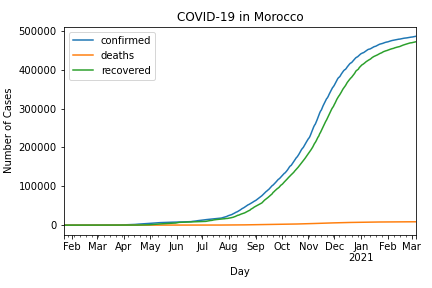 COVID-19 in Morocco
500000
400000
300000
200000
100000
0
Number of Cases
confirmed
deaths
recovered
Feb Mar Apr May Jun Jul Aug Sep Oct Nov Dec Jan Feb Mar
2021
Day